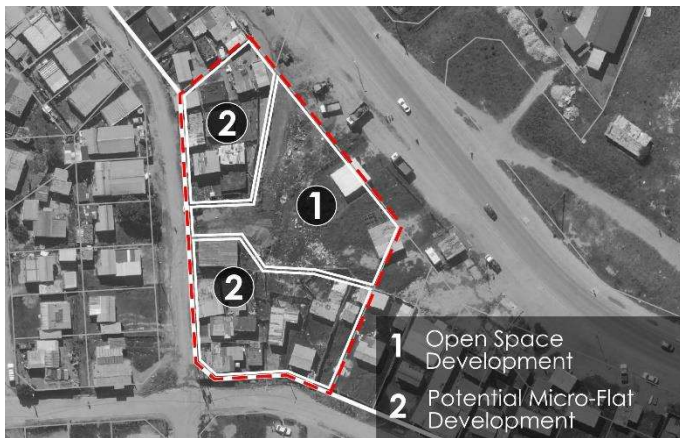 2
1
2
1 Open Space
Development
2 Potential Micro-Flat
Development